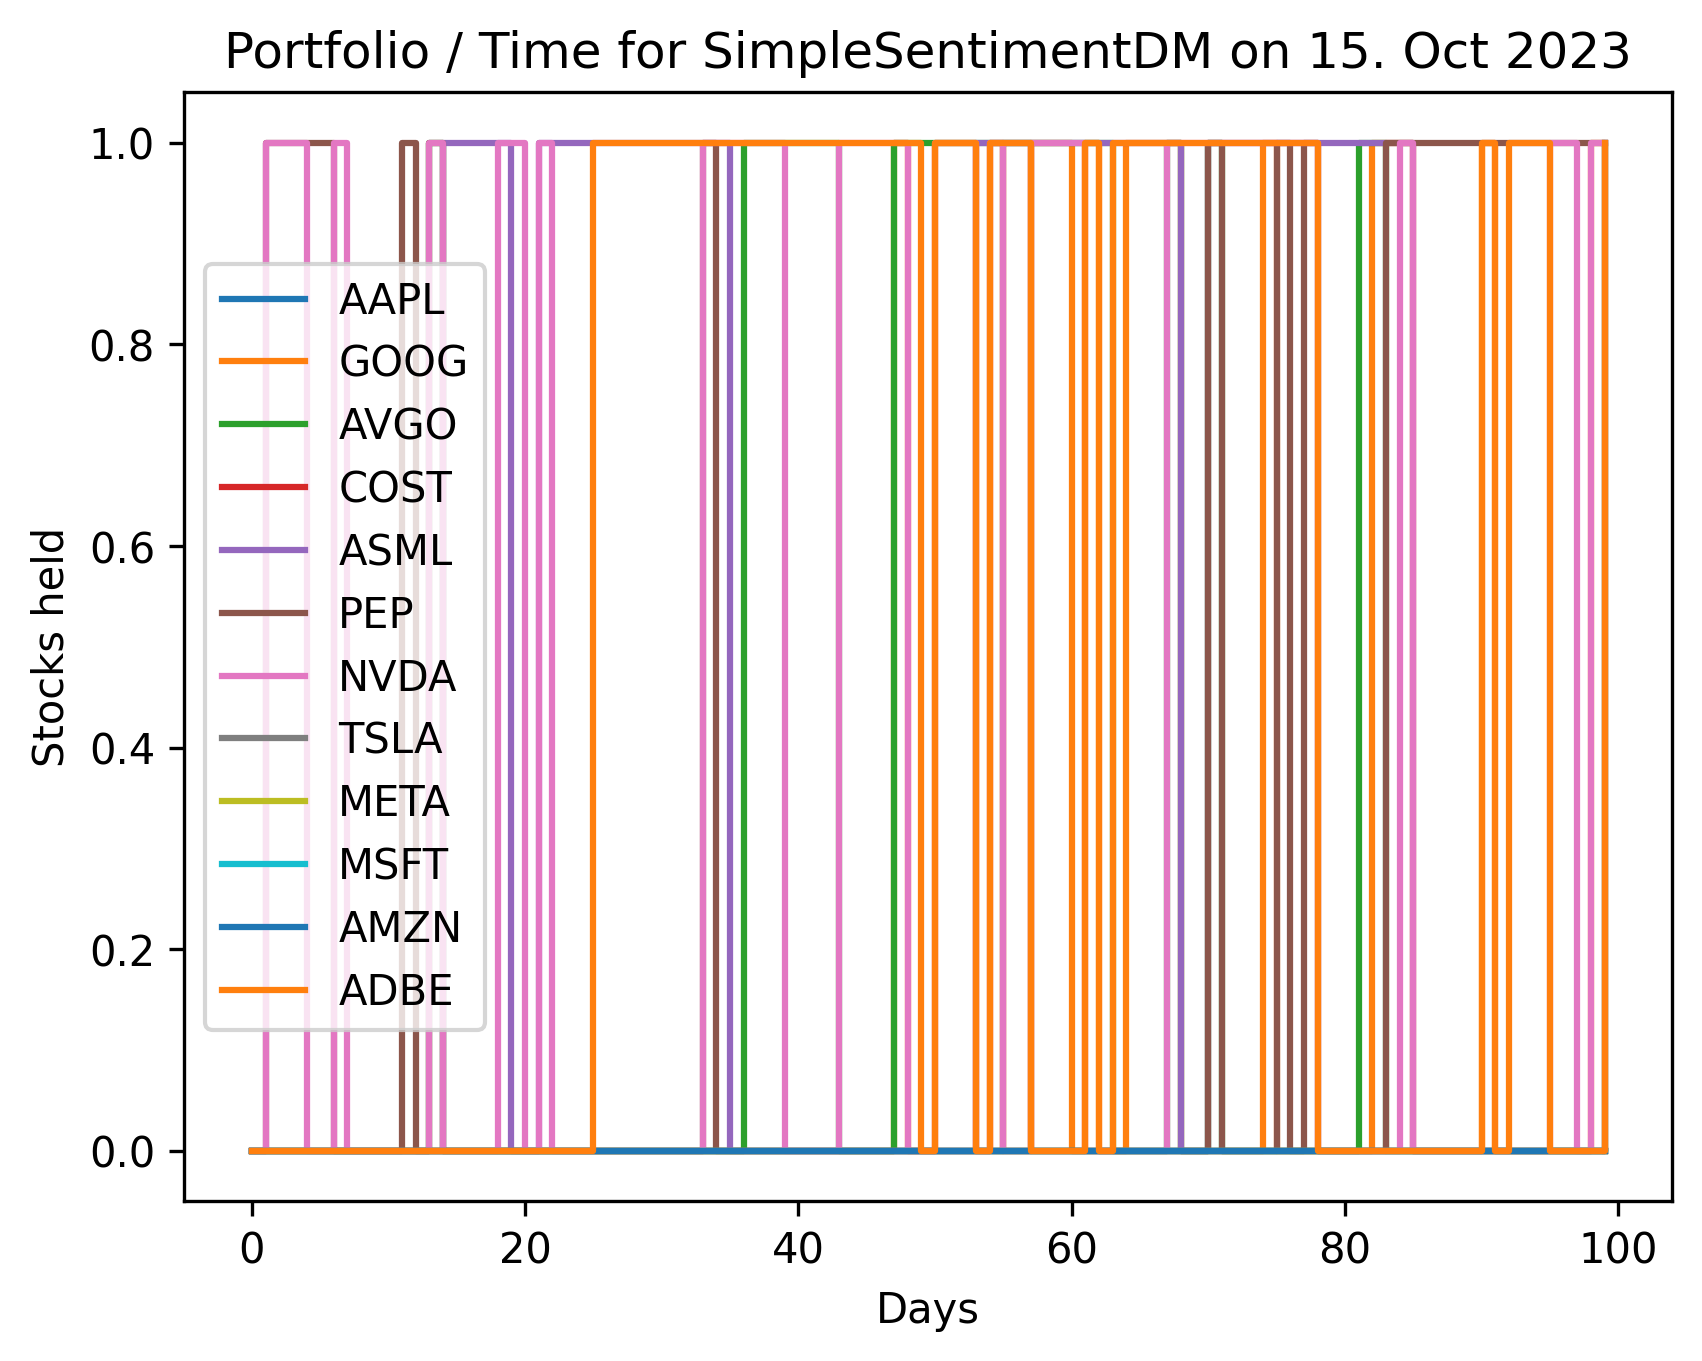 Portfolio / Time for SimpleSentimentDM on 15. Oct 2023
1.0
0.8
0.6
0.4
0.2
0.0
Stocks held
AAPL
GOOG
AVGO
COST
ASML
PEP
NVDA
TSLA
META
MSFT
AMZN
ADBE
0 20 40 60 80 100
Days